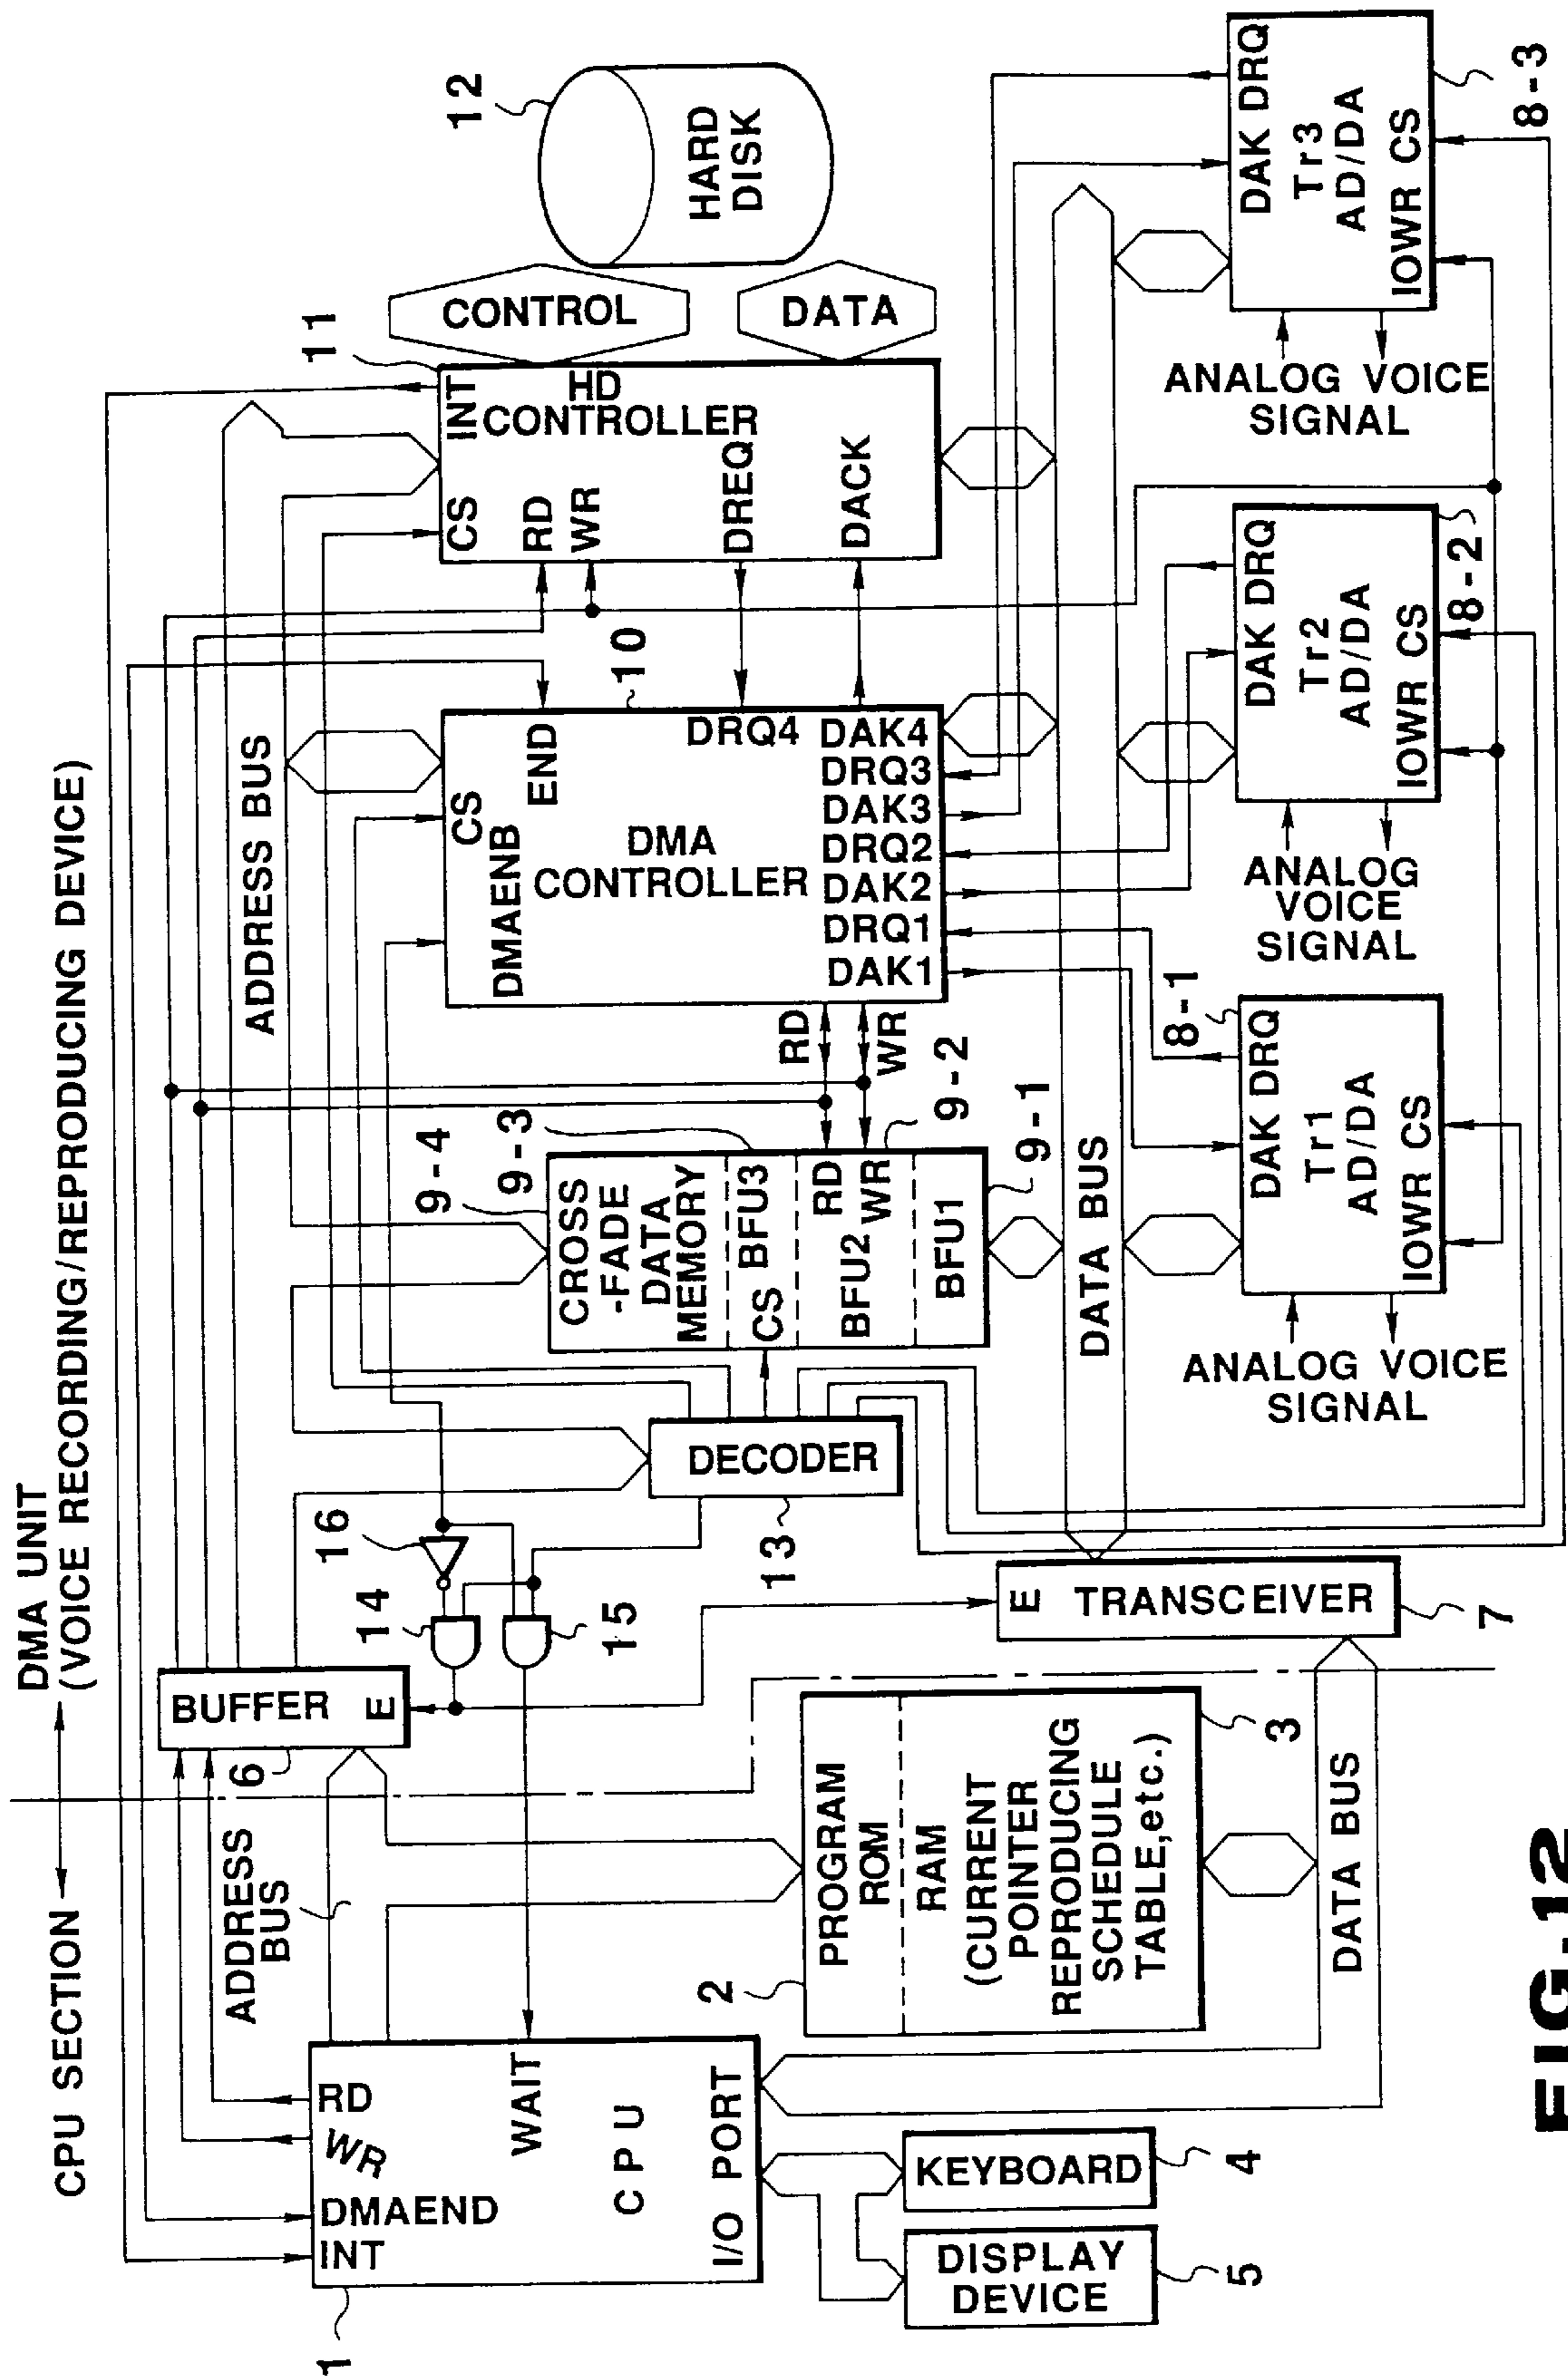 DMA UNIT
CPU SECTION
(VOICE RECORDING/REPRODUCING DEVICE)
1
INT
DMAEND
WR
RD
WAIT
CPU
I/O PORT
ADDRESS
BUS
6
BUFFER
E
14
16
15
2
PROGRAM
ROM
RAM
(CURRENT
POINTER
REPRODUCING
SCHEDULE
TABLE,etc.)
3
KEYBOARD
4
DISPLAY
DEVICE
5
DATA BUS
E
TRANSCEIVER
7
DECODER
13
ADDRESS BUS
9-4
9-3
CROSS
-FADE
DATA
MEMORY
CS BFU3
RD
BFU2 WR
BFU1
9-2
9-1
RD
WR
CS
DMAENB
END
10
DMA
CONTROLLER
DRQ4
DAK4
DRQ3
DAK3
DRQ2
DAK2
DRQ1
DAK1
11
INT
CS
HD
CONTROLLER
RD
WR
DREQ
DACK
CONTROL
DATA
12
HARD
DISK
DATA BUS
8-1
DAK DRQ
Tr1
AD/DA
IOWR CS
ANALOG VOICE
SIGNAL
DAK DRQ
Tr2
AD/DA
IOWR CS
8-2
ANALOG
VOICE
SIGNAL
DAK DRQ
Tr3
AD/DA
IOWR CS
8-3
ANALOG VOICE
SIGNAL
FIG.12